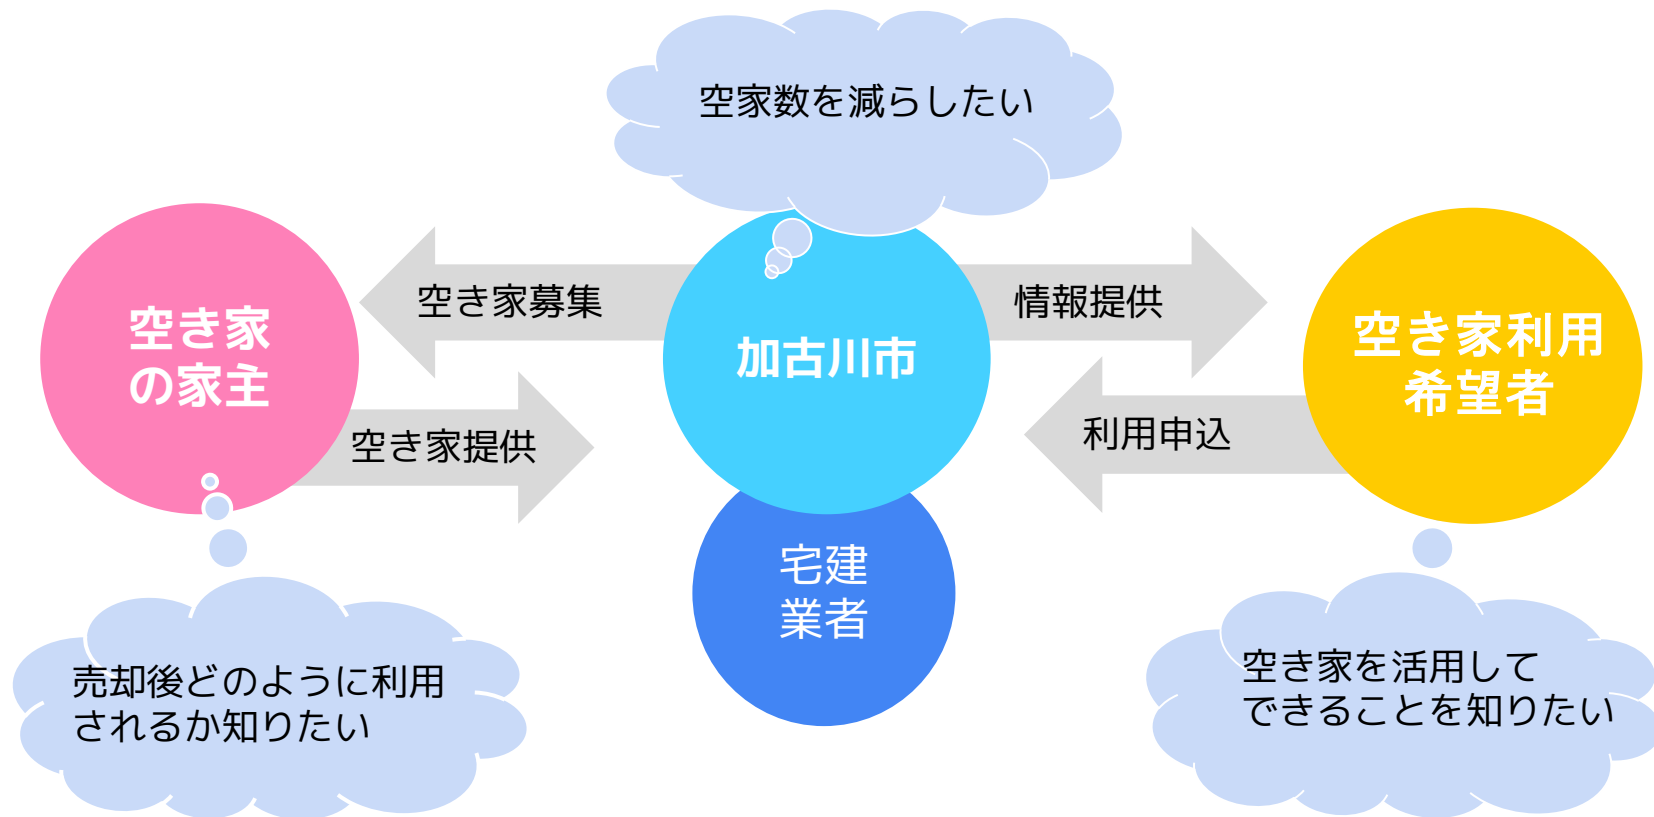 空家数を減らしたい
空き家募集
情報提供
空き家
の家主
加古川市
空き家利用
希望者
空き家提供
利用申込
宅建
業者
売却後どのように利用
されるか知りたい
空き家を活用して
できることを知りたい